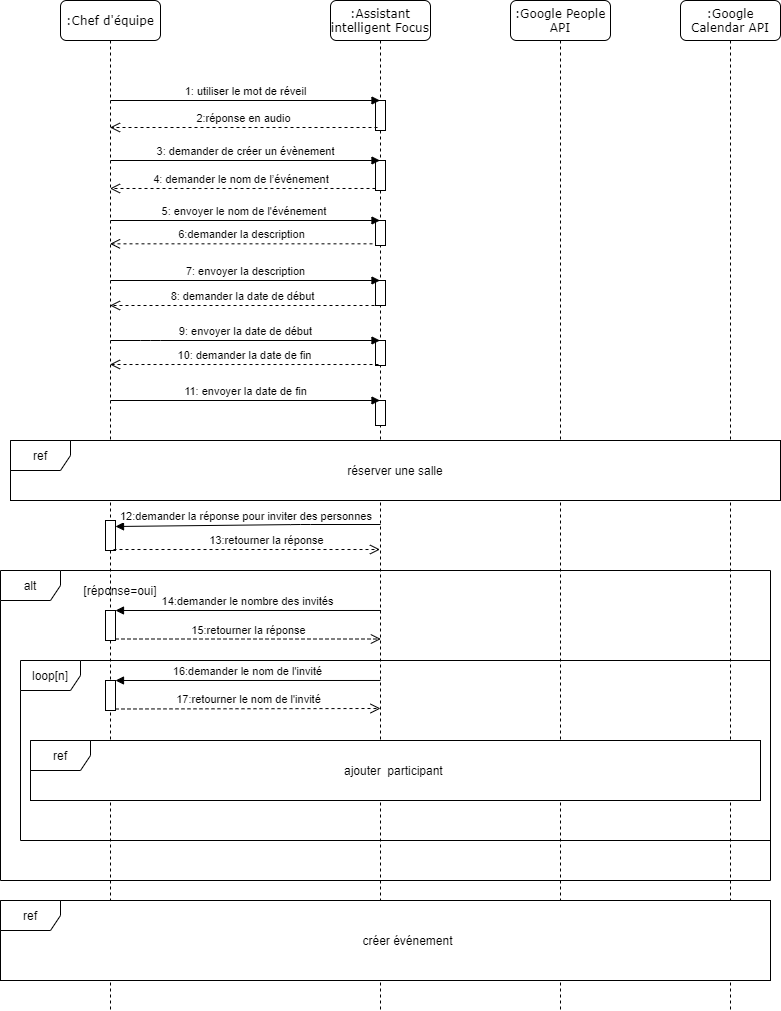 :Chef d'équipe
:Assistant
intelligent Focus
:Google People
API
:Google
Calendar API
1: utiliser le mot de réveil
2:réponse en audio
3: demander de créer un évènement
4: demander le nom de l'événement
5: envoyer le nom de l'événement
6:demander la description
7: envoyer la description
8: demander la date de début
9: envoyer la date de début
10: demander la date de fin
11: envoyer la date de fin
ref
réserver une salle
12:demander la réponse pour inviter des personnes
13:retourner la réponse
alt
[réponse=oui]
14:demander le nombre des invités
15:retourner la réponse
loop[n]
16:demander le nom de l'invité
17:retourner le nom de l'invité
ref
ajouter participant
ref
créer événement